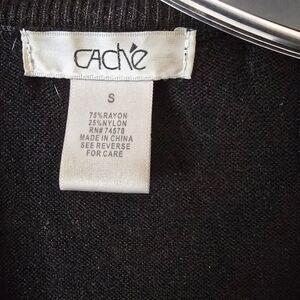 caché
S
75%RAYON
25%NYLON
RN# 74578
MADE IN CHINA
SEE REVERSE
FOR CARE